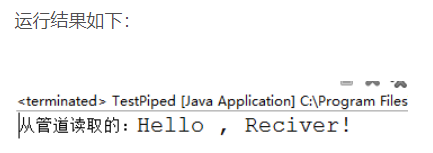 运行结果如下：
<terminated> TestPiped [Java Application] C:\Program Files
从管道读取的：Hello , Reciver!